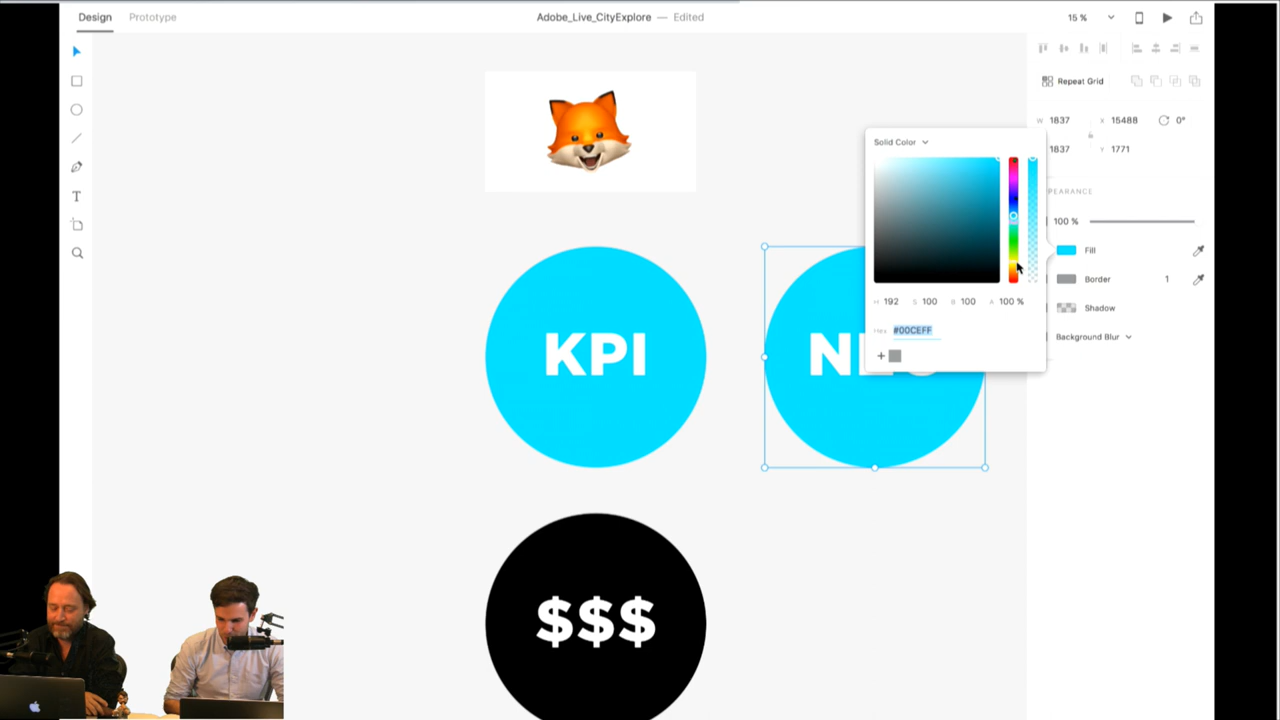 Design Prototype Adobe_Live_CityExplore — Edited 15 %
Repeat Grid
W 1837 X 15488 0°
1837 Y 1771
Solid Color
PEARANCE
100 %
Fill
Border 1
Shadow
Background Blur
H 192 S 100 B 100 A 100 %
Hex #00CEFF
+
T
KPI
$$$